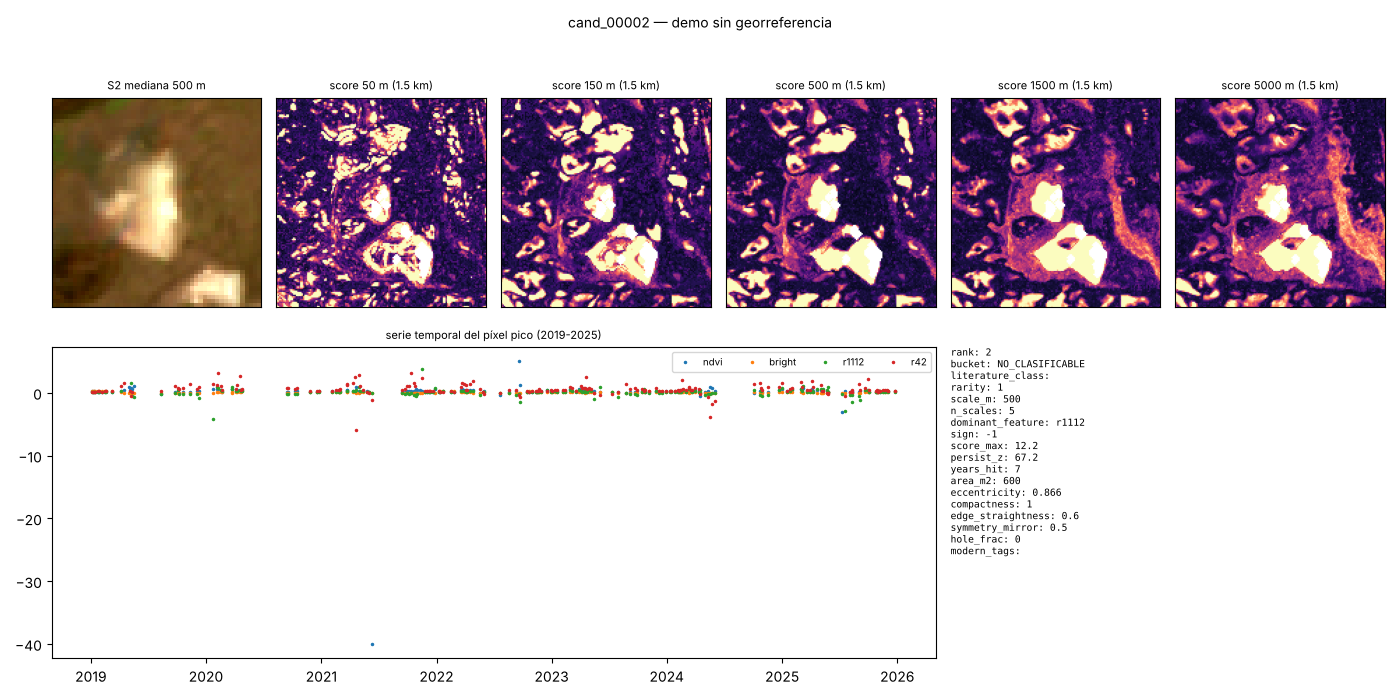 cand_00002 — demo sin georreferencia
S2 mediana 500 m
score 50 m (1.5 km)
score 150 m (1.5 km)
score 500 m (1.5 km)
score 1500 m (1.5 km)
score 5000 m (1.5 km)
serie temporal del píxel pico (2019-2025)
ndvi
bright
r1112
r42
0
−10
−20
−30
−40
2019
2020
2021
2022
2023
2024
2025
2026
rank: 2
bucket: NO_CLASIFICABLE
literature_class:
rarity: 1
scale_m: 500
n_scales: 5
dominant_feature: r1112
sign: -1
score_max: 12.2
persist_z: 67.2
years_hit: 7
area_m2: 600
eccentricity: 0.866
compactness: 1
edge_straightness: 0.6
symmetry_mirror: 0.5
hole_frac: 0
modern_tags: